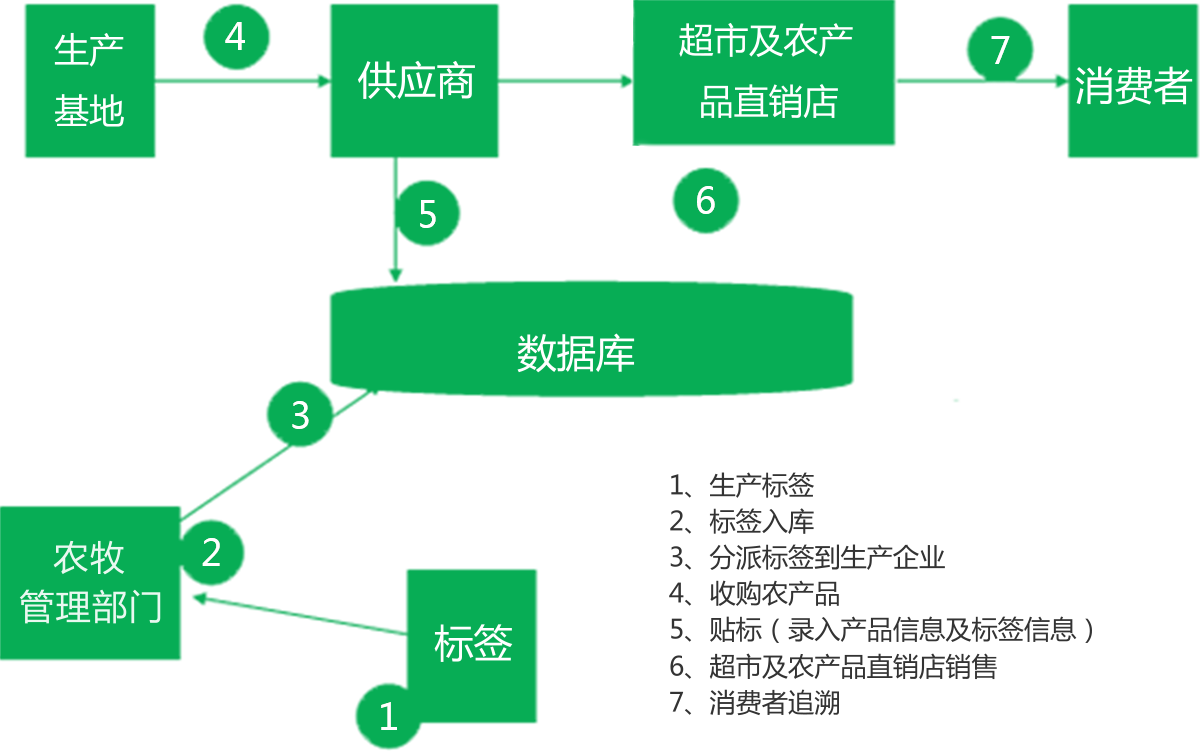 生产
基地
4
供应商
超市及农产
品直销店
7
消费者
5
6
数据库
3
农牧
管理部门
2
标签
1
1、生产标签
2、标签入库
3、分派标签到生产企业
4、收购农产品
5、贴标（录入产品信息及标签信息）
6、超市及农产品直销店销售
7、消费者追溯